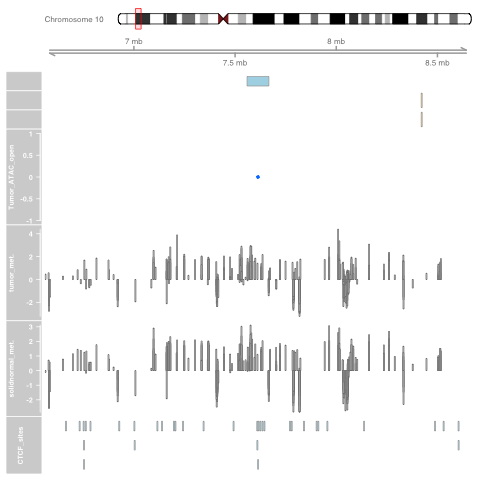 Chromosome 10
7 mb
8 mb
7.5 mb
8.5 mb
Tumor_ATAC_open
1
0.5
0
-0.5
-1
tumor_met.
4
2
0
-2
solidnormal_met.
3
2
1
0
-1
-2
CTCF_sites